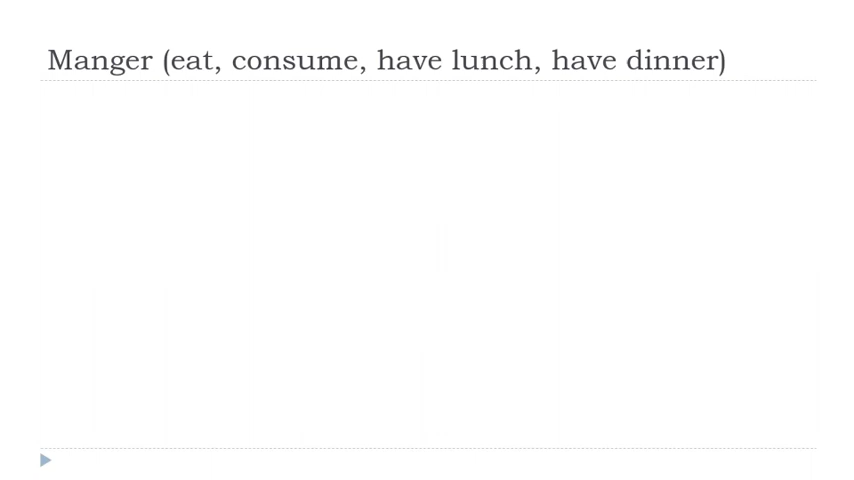 Manger (eat, consume, have lunch, have dinner)